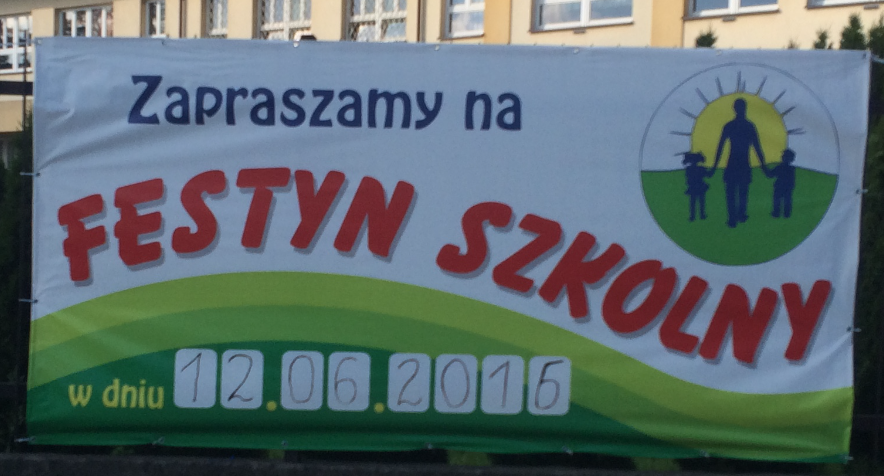 Zapraszamy na
FESTYN SZKOLNY
w dniu 12.06.2016